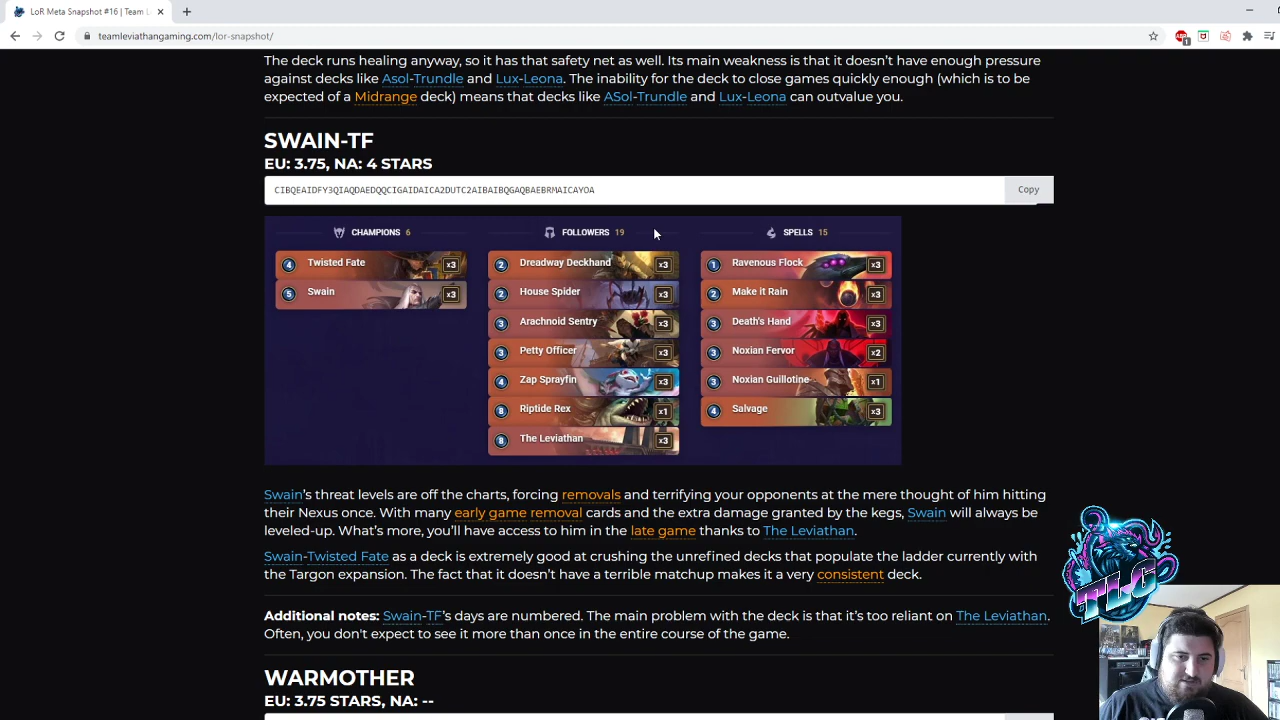 LoR Meta Snapshot #16 | Team L
teamleviathangaming.com/lor-snapshot/
The deck runs healing anyway, so it has that safety net as well. Its main weakness is that it doesn't have enough pressure
against decks like Asol-Trundle and Lux-Leona. The inability for the deck to close games quickly enough (which is to be
expected of a Midrange deck) means that decks like ASol-Trundle and Lux-Leona can outvalue you.
SWAIN-TF
EU: 3.75, NA: 4 STARS
CIBQEAIDFY3QIAQDAEDQQCIGAIDAICA2DUTC2AIBAIBQGAQBAEBRMAICAYOA
Copy
CHAMPIONS 6
4 Twisted Fate x3
5 Swain x3
FOLLOWERS 19
2 Dreadway Deckhand x3
2 House Spider x3
3 Arachnoid Sentry x3
3 Petty Officer x3
4 Zap Sprayfin x3
8 Riptide Rex x1
8 The Leviathan x3
SPELLS 15
1 Ravenous Flock x3
2 Make it Rain x3
3 Death's Hand x3
3 Noxian Fervor x2
3 Noxian Guillotine x1
4 Salvage x3
Swain's threat levels are off the charts, forcing removals and terrifying your opponents at the mere thought of him hitting
their Nexus once. With many early game removal cards and the extra damage granted by the kegs, Swain will always be
leveled-up. What's more, you'll have access to him in the late game thanks to The Leviathan.
Swain-Twisted Fate as a deck is extremely good at crushing the unrefined decks that populate the ladder currently with
the Targon expansion. The fact that it doesn't have a terrible matchup makes it a very consistent deck.
Additional notes: Swain-TF's days are numbered. The main problem with the deck is that it's too reliant on The Leviathan.
Often, you don't expect to see it more than once in the entire course of the game.
WARMOTHER
EU: 3.75 STARS, NA: --
TLG